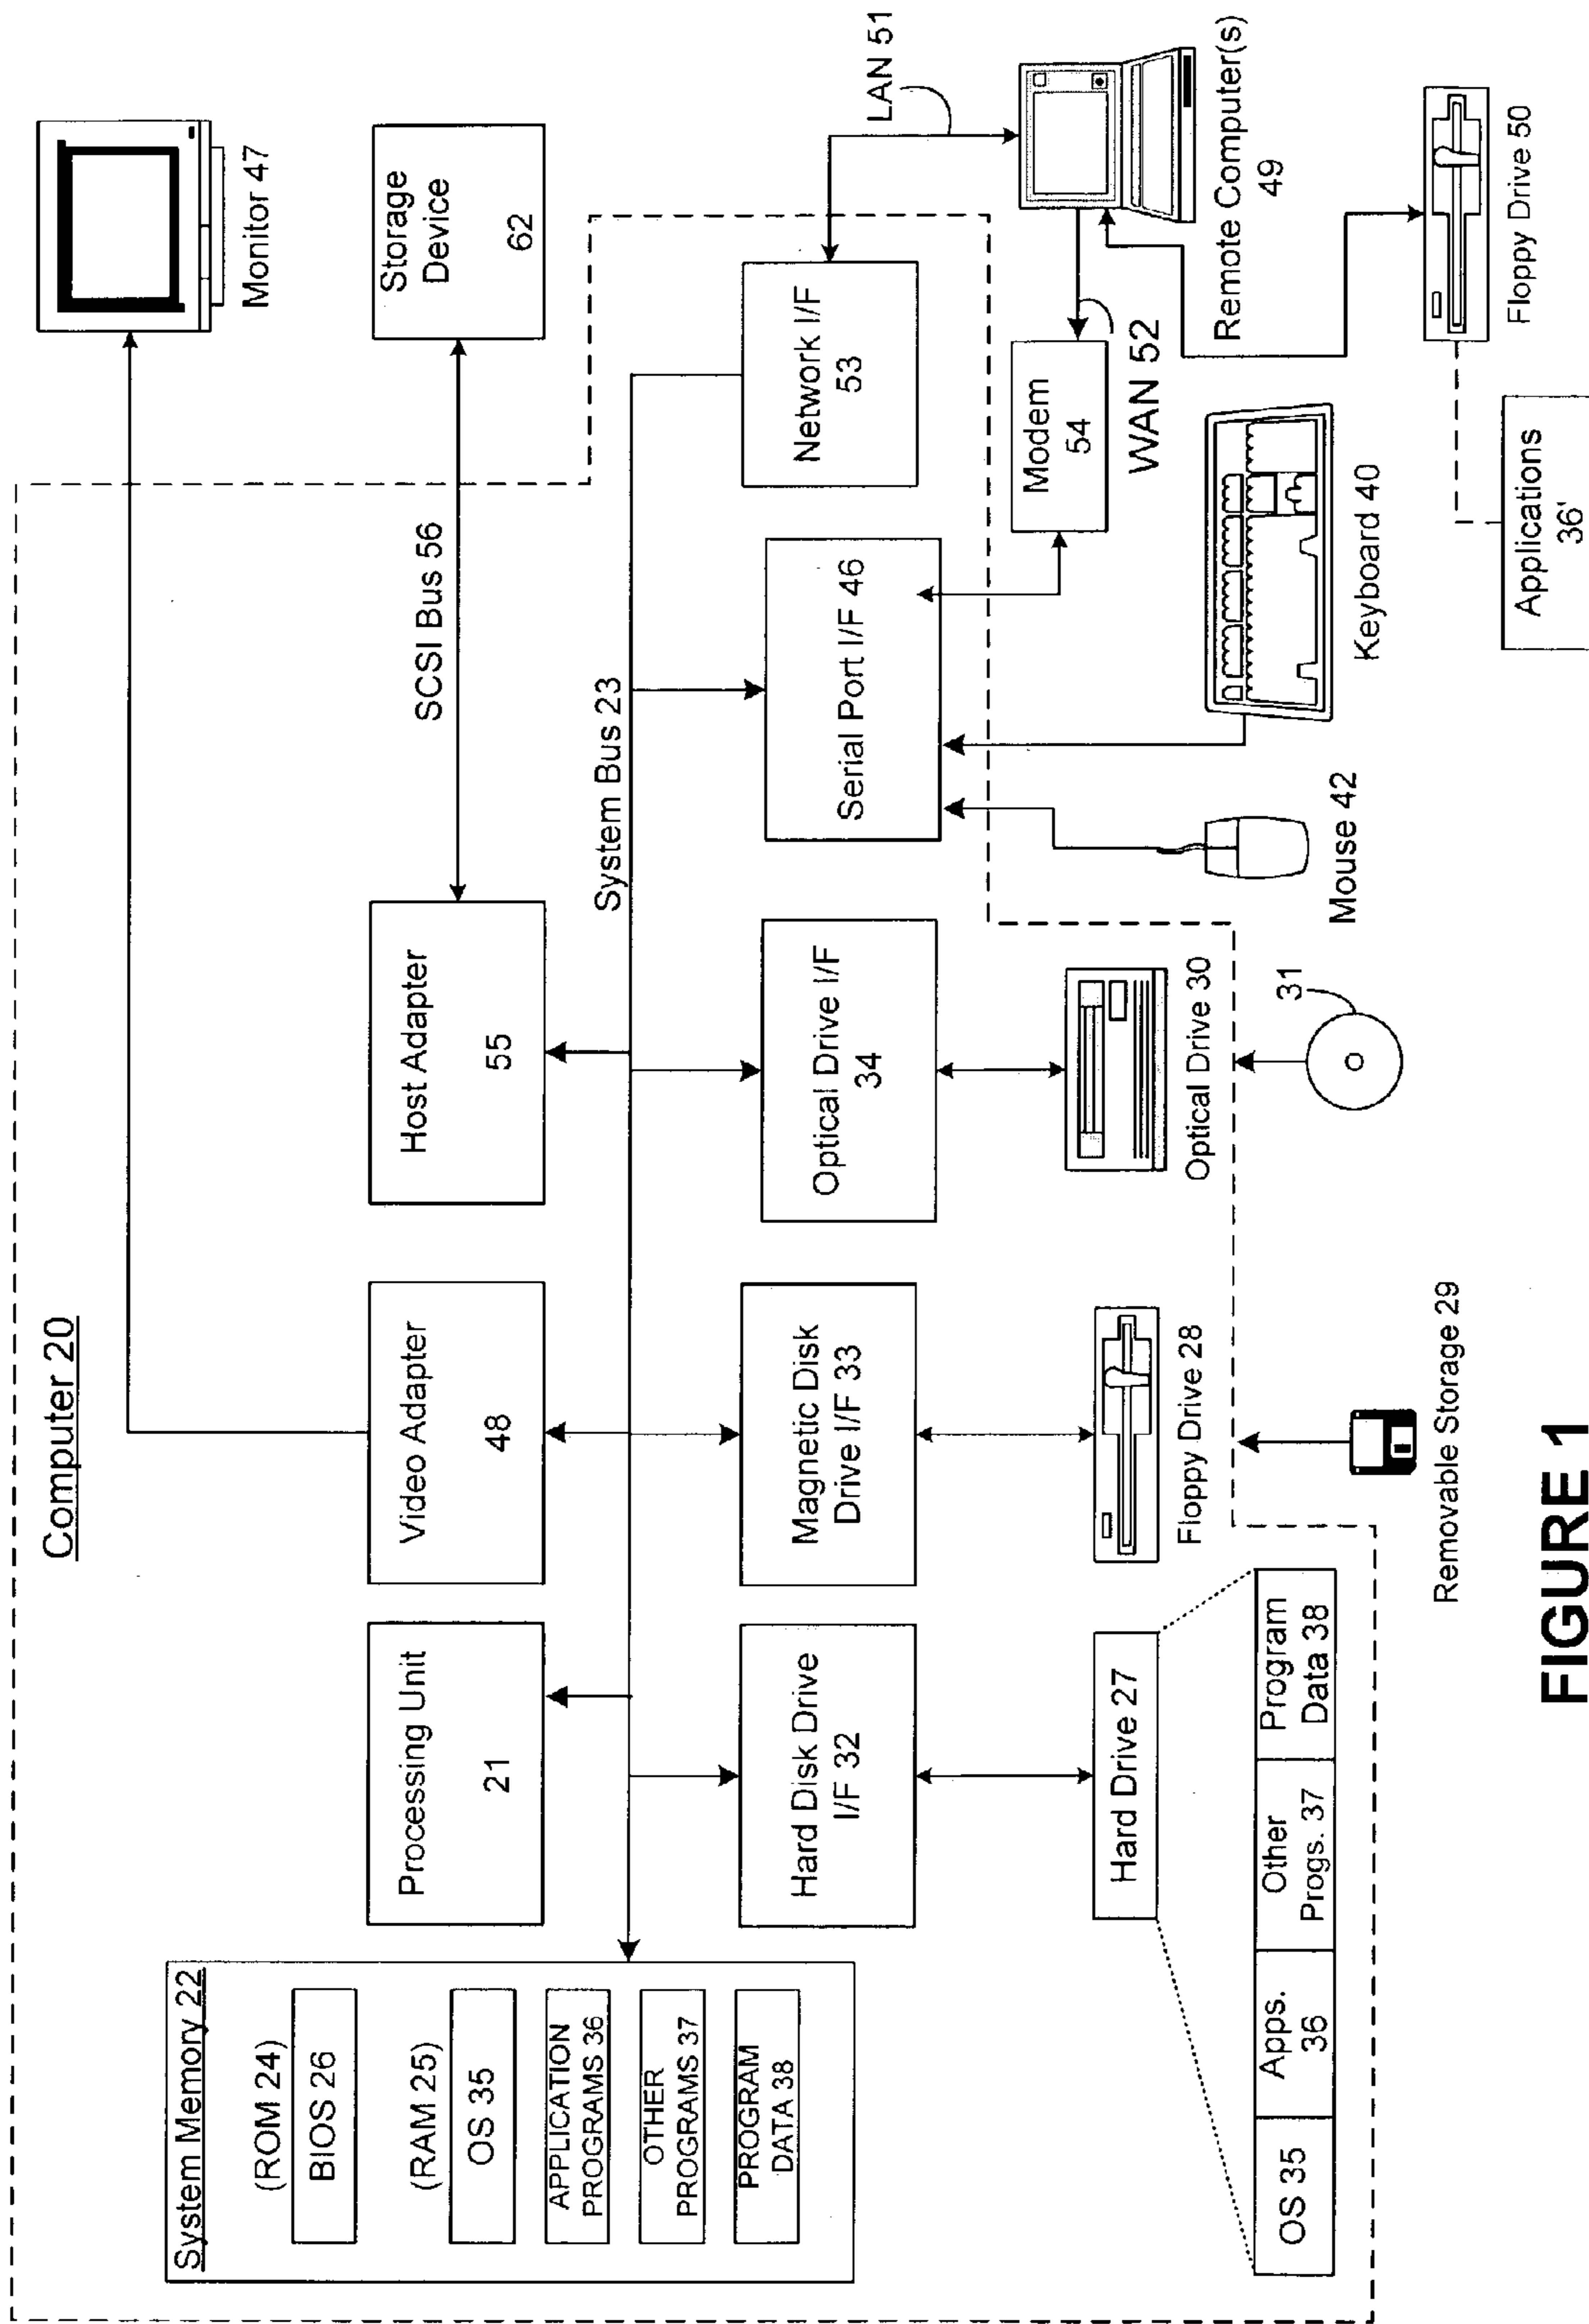 Computer 20
System Memory 22
(ROM 24)
BIOS 26
(RAM 25)
OS 35
APPLICATION
PROGRAMS 36
OTHER
PROGRAMS 37
PROGRAM
DATA 38
Processing Unit
21
Video Adapter
48
Host Adapter
55
SCSI Bus 56
Storage
Device
62
Monitor 47
System Bus 23
Hard Disk Drive
I/F 32
Magnetic Disk
Drive I/F 33
Optical Drive I/F
34
Serial Port I/F 46
Network I/F
53
LAN 51
Hard Drive 27
Floppy Drive 28
Optical Drive 30
Modem
54
WAN 52
Remote Computer(s)
49
OS 35
Apps.
36
Other
Progs. 37
Program
Data 38
Removable Storage 29
31
Mouse 42
Keyboard 40
Floppy Drive 50
Applications
36'
FIGURE 1